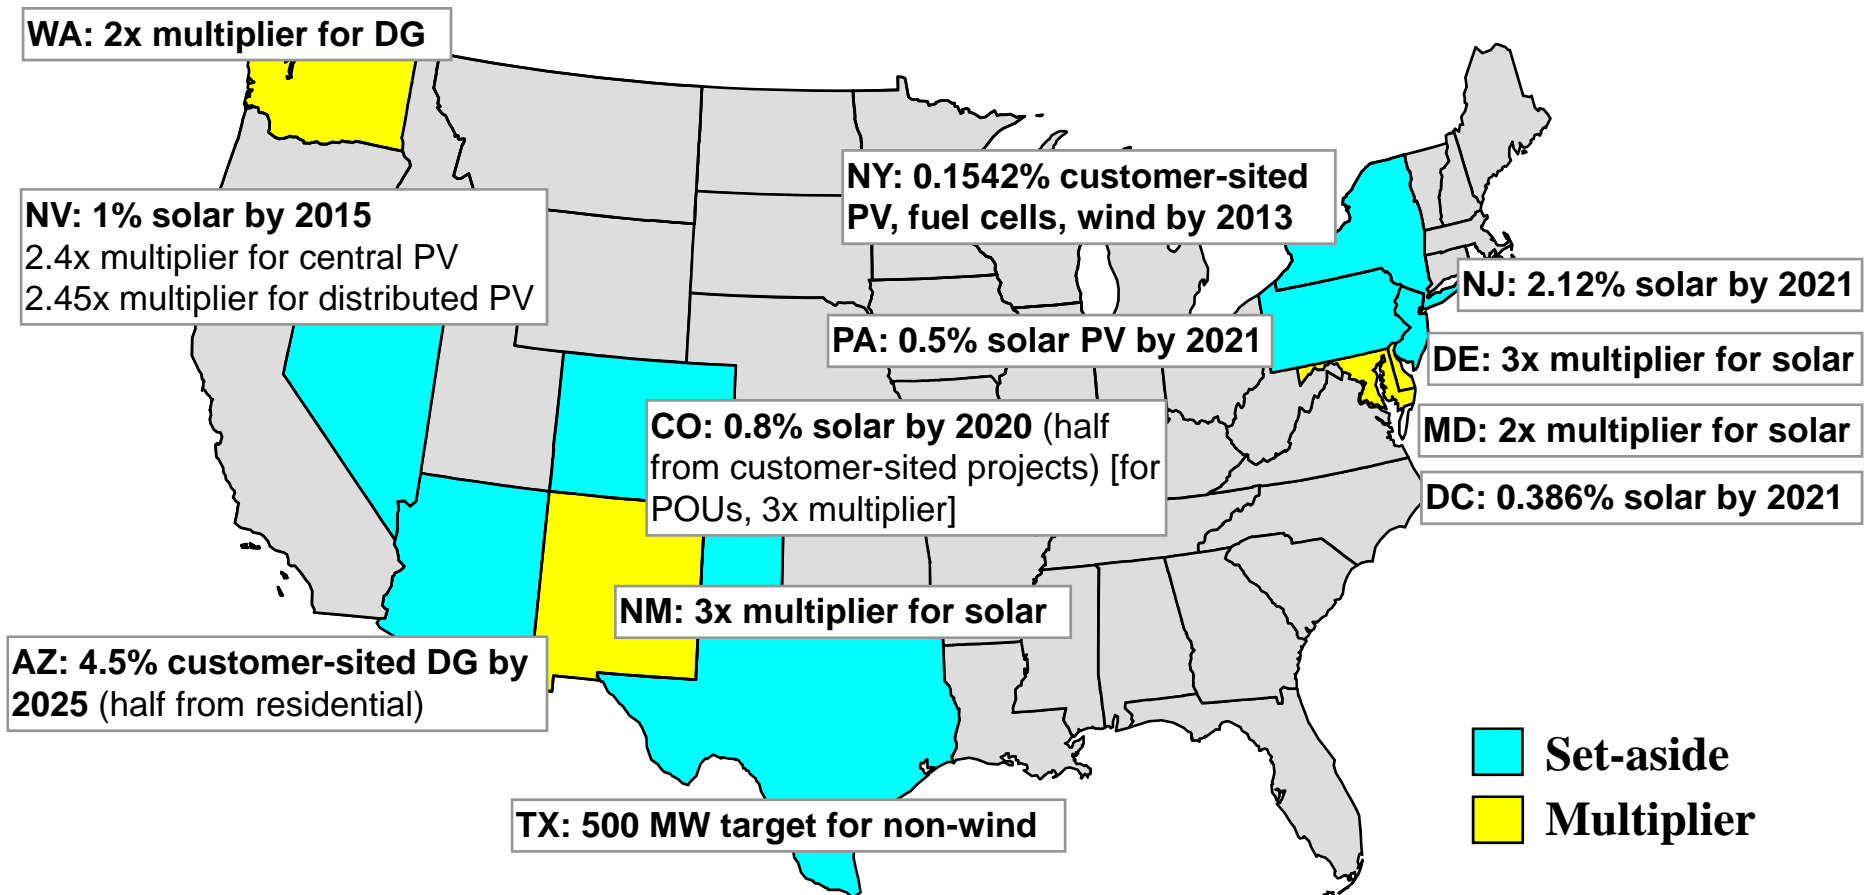 WA: 2x multiplier for DG
NV: 1% solar by 2015
2.4x multiplier for central PV
2.45x multiplier for distributed PV
NY: 0.1542% customer-sited
PV, fuel cells, wind by 2013
NJ: 2.12% solar by 2021
PA: 0.5% solar PV by 2021
DE: 3x multiplier for solar
CO: 0.8% solar by 2020 (half
from customer-sited projects) [for
POUs, 3x multiplier]
MD: 2x multiplier for solar
DC: 0.386% solar by 2021
NM: 3x multiplier for solar
AZ: 4.5% customer-sited DG by
2025 (half from residential)
TX: 500 MW target for non-wind
Set-aside
Multiplier